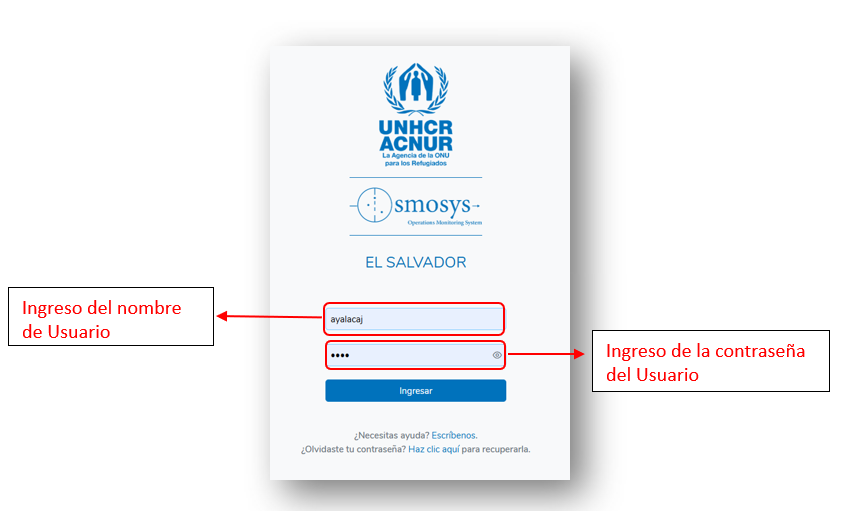 UNHCR
ACNUR
La Agencia de la ONU
para los Refugiados
smosys
Operations Monitoring System
EL SALVADOR
Ingreso del nombre
de Usuario
ayalacaj
••••
Ingreso de la contraseña
del Usuario
Ingresar
¿Necesitas ayuda? Escríbenos.
¿Olvidaste tu contraseña? Haz clic aquí para recuperarla.